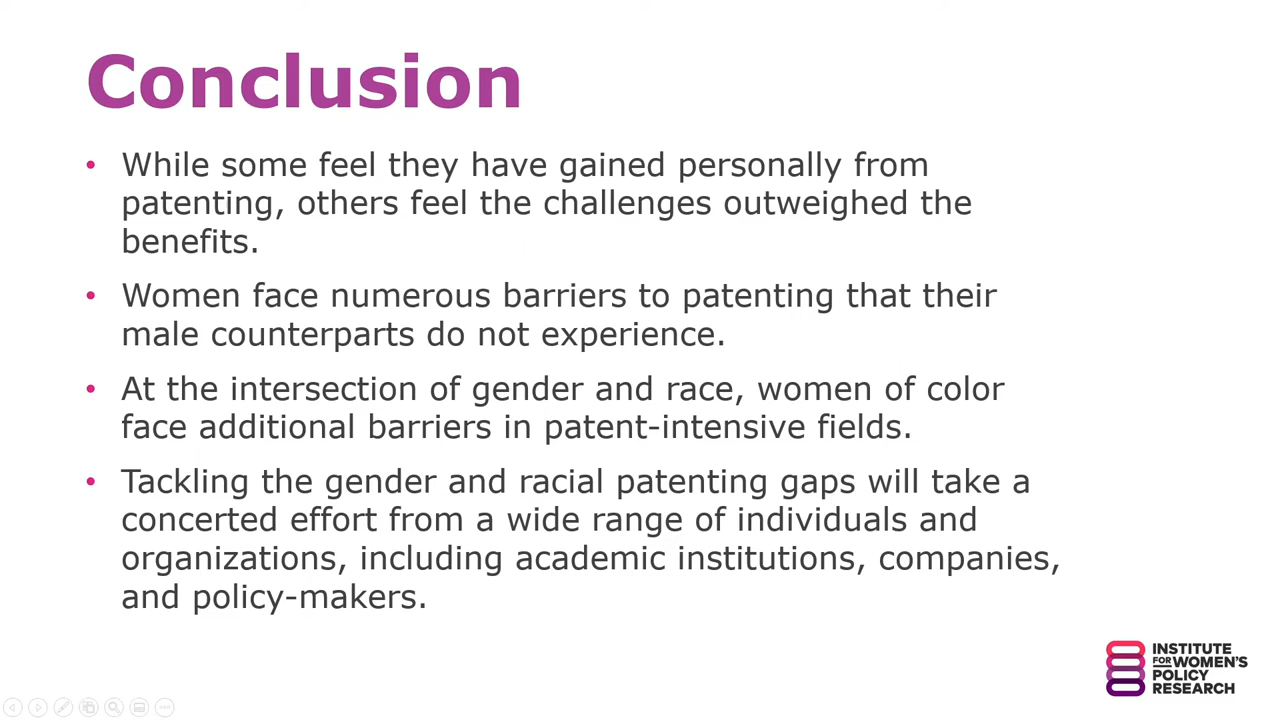 Conclusion
• While some feel they have gained personally from
patenting, others feel the challenges outweighed the
benefits.
• Women face numerous barriers to patenting that their
male counterparts do not experience.
• At the intersection of gender and race, women of color
face additional barriers in patent-intensive fields.
• Tackling the gender and racial patenting gaps will take a
concerted effort from a wide range of individuals and
organizations, including academic institutions, companies,
and policy-makers.
INSTITUTE
FOR WOMEN'S
POLICY
RESEARCH